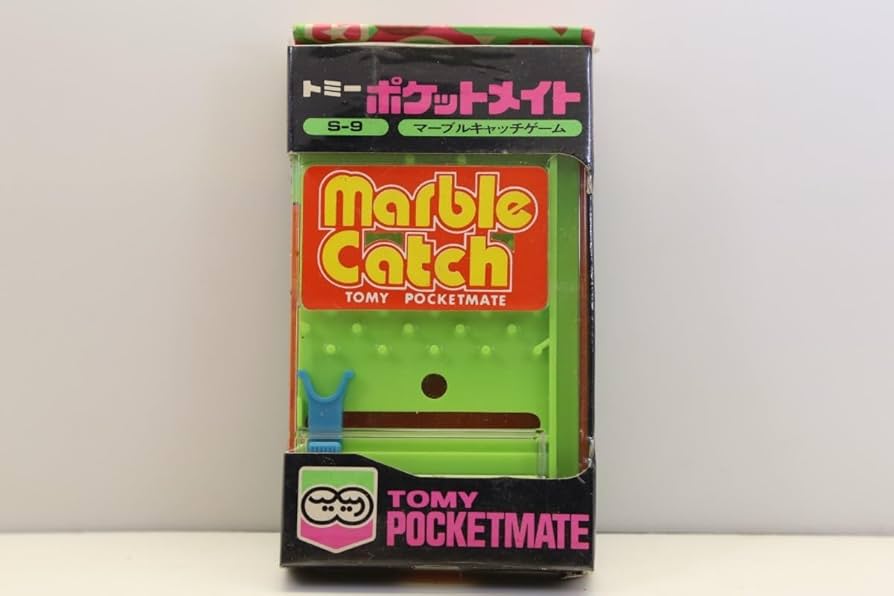 トミー ポケットメイト
S-9 マーブルキャッチゲーム
Marble
Catch
TOMY POCKETMATE
TOMY
POCKETMATE